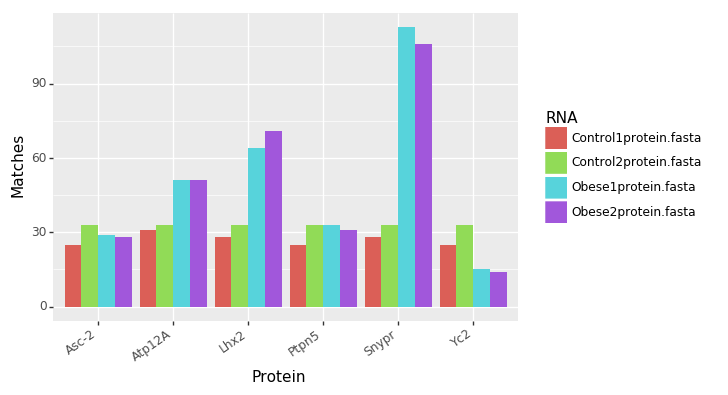 90
60
30
0
Matches
Asc-2
Atp12A
Lhx2
Ptpn5
Snypr
Yc2
Protein
RNA
Control1protein.fasta
Control2protein.fasta
Obese1protein.fasta
Obese2protein.fasta